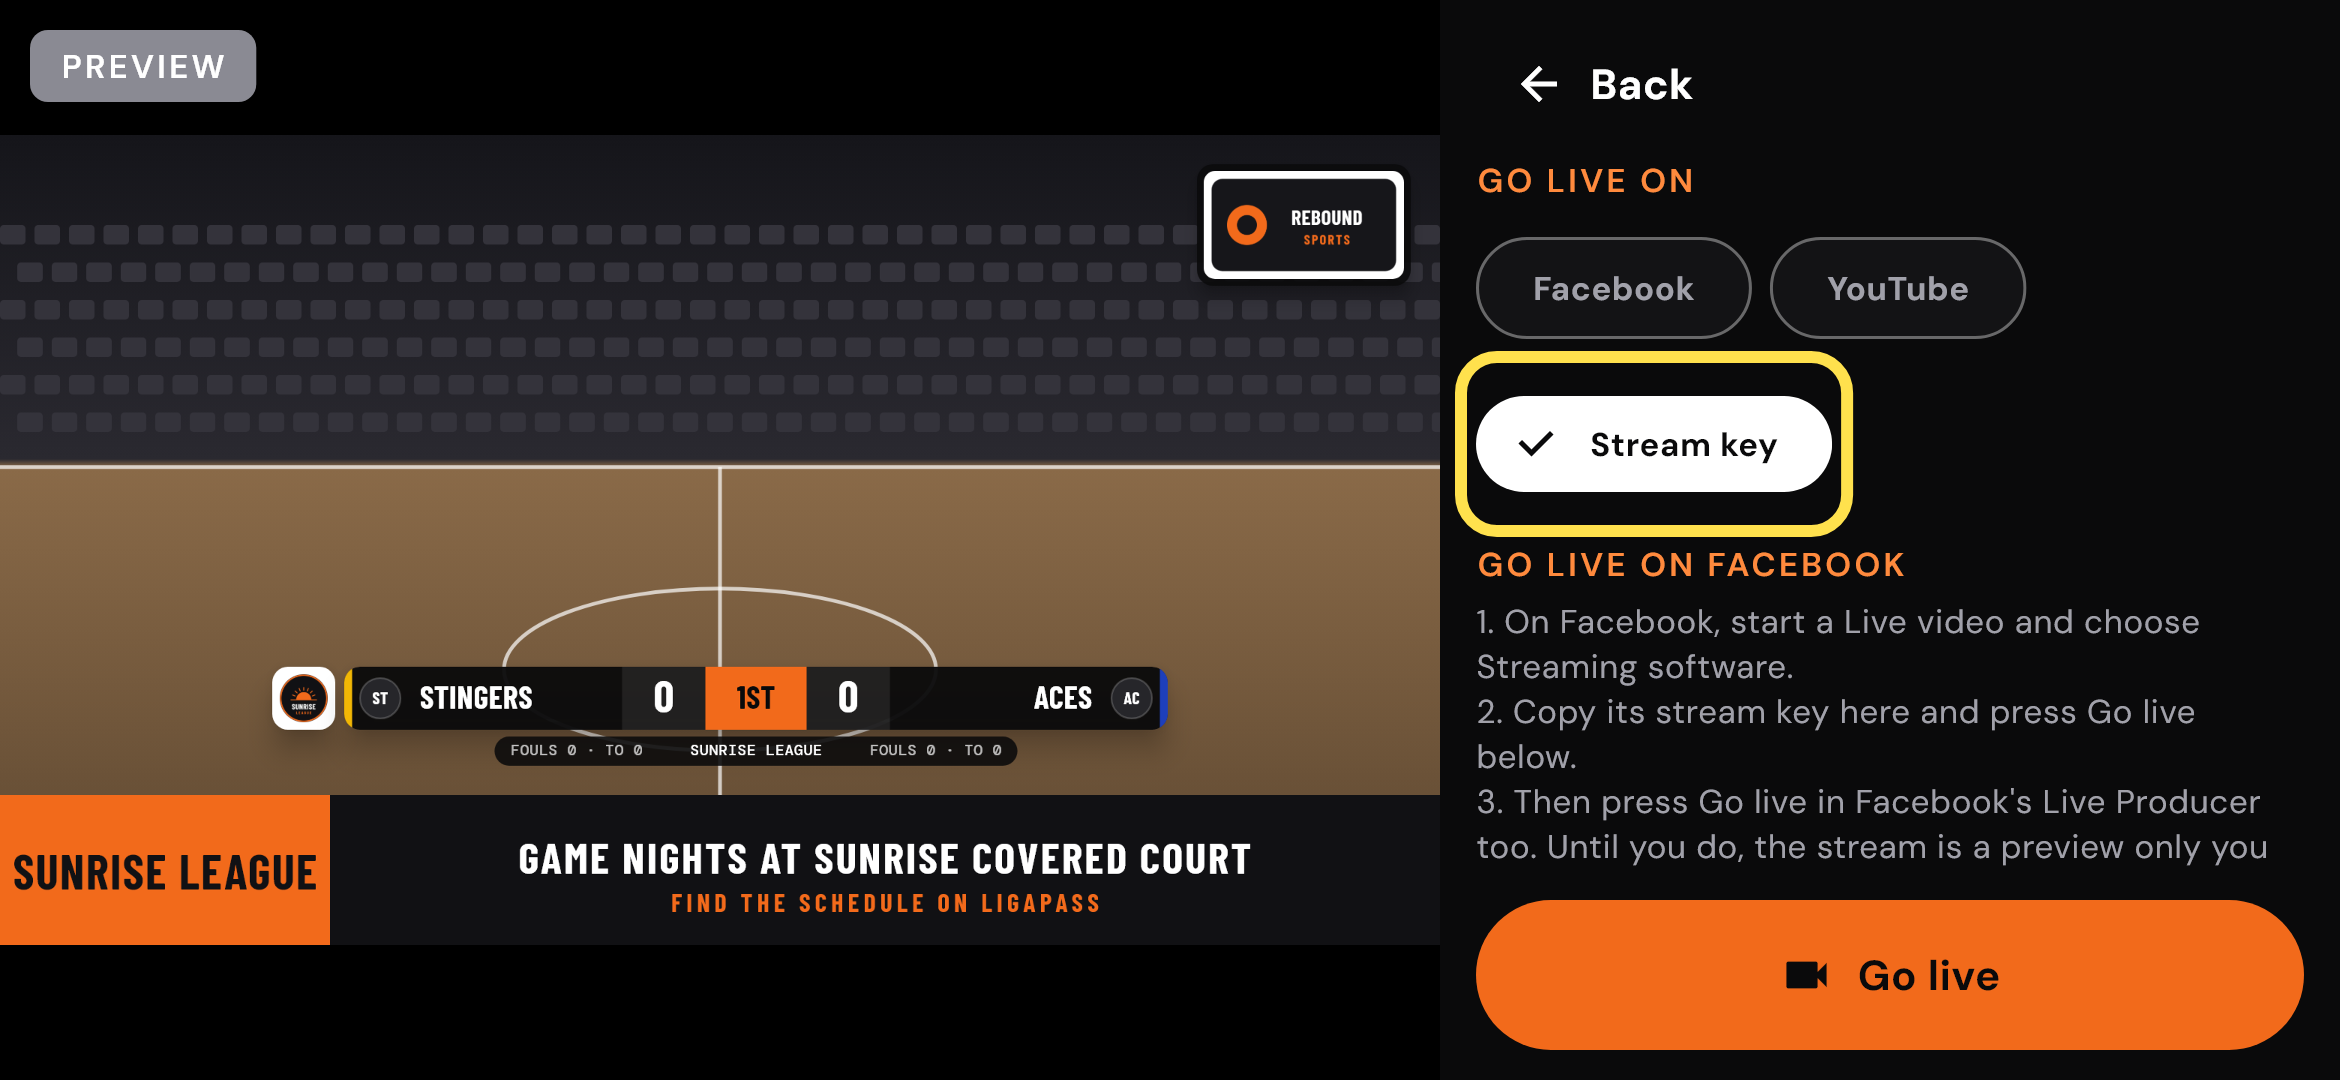 PREVIEW
REBOUND
SPORTS
SUNRISE
LEAGUE
ST
STINGERS
0
1ST
0
ACES
AC
FOULS 0 · TO 0
SUNRISE LEAGUE
FOULS 0 · TO 0
SUNRISE LEAGUE
GAME NIGHTS AT SUNRISE COVERED COURT
FIND THE SCHEDULE ON LIGAPASS
Back
GO LIVE ON
Facebook
YouTube
Stream key
GO LIVE ON FACEBOOK
1. On Facebook, start a Live video and choose
Streaming software.
2. Copy its stream key here and press Go live
below.
3. Then press Go live in Facebook's Live Producer
too. Until you do, the stream is a preview only you
Go live